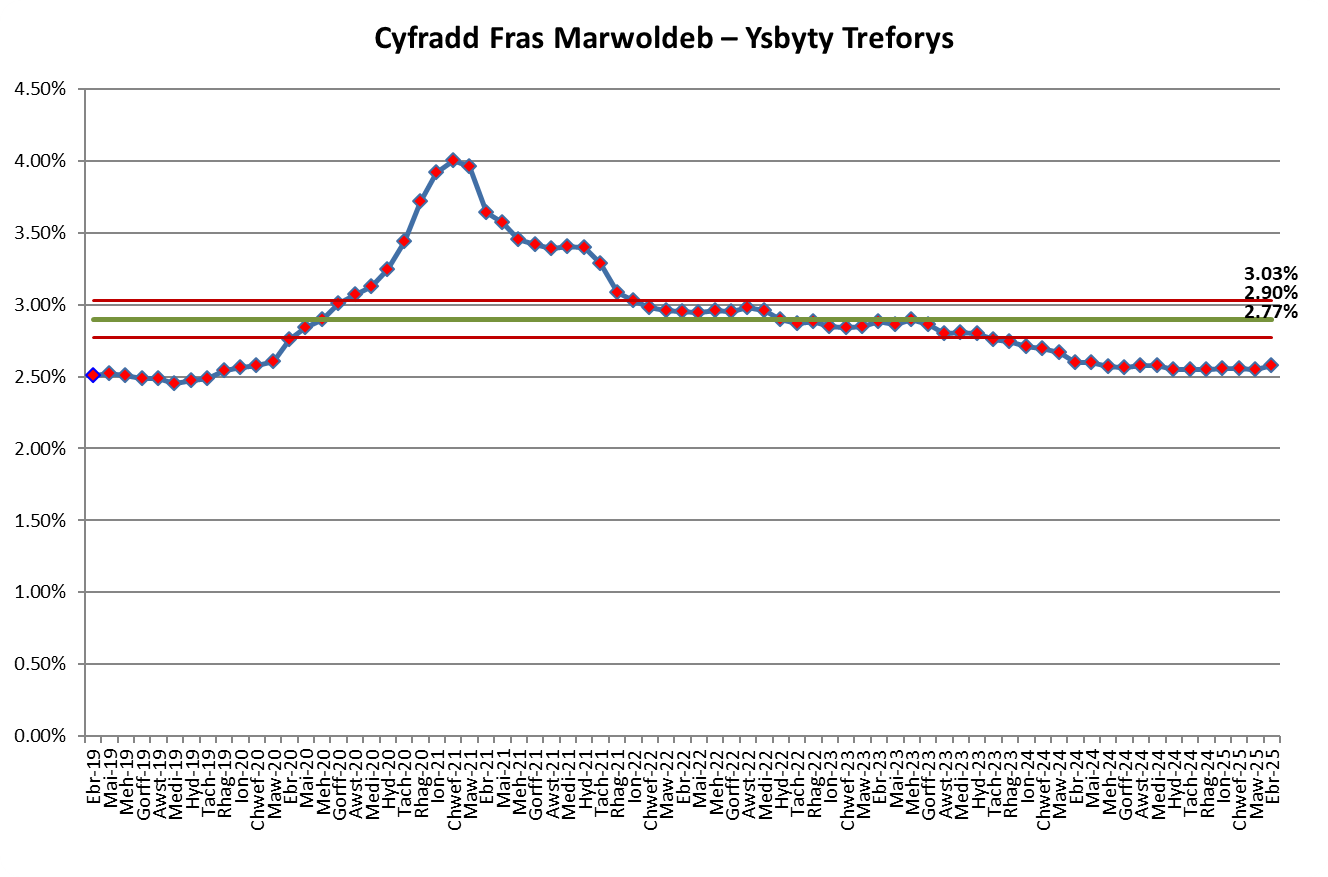 Cyfradd Fras Marwoldeb – Ysbyty Treforys
4.50%
4.00%
3.50%
3.00%
2.50%
2.00%
1.50%
1.00%
0.50%
0.00%
3.03%
2.90%
2.77%
Ebr-19
Mai-19
Meh-19
Gorff-19
Awst-19
Medi-19
Hyd-19
Tach-19
Rhag-19
Ion-20
Chwef-20
Maw-20
Ebr-20
Mai-20
Meh-20
Gorff-20
Awst-20
Medi-20
Hyd-20
Tach-20
Rhag-20
Ion-21
Chwef-21
Maw-21
Ebr-21
Mai-21
Meh-21
Gorff-21
Awst-21
Medi-21
Hyd-21
Tach-21
Rhag-21
Ion-22
Chwef-22
Maw-22
Ebr-22
Mai-22
Meh-22
Gorff-22
Awst-22
Medi-22
Hyd-22
Tach-22
Rhag-22
Ion-23
Chwef-23
Maw-23
Ebr-23
Mai-23
Meh-23
Gorff-23
Awst-23
Medi-23
Hyd-23
Tach-23
Rhag-23
Ion-24
Chwef-24
Maw-24
Ebr-24
Mai-24
Meh-24
Gorff-24
Awst-24
Medi-24
Hyd-24
Tach-24
Rhag-24
Ion-25
Chwef-25
Maw-25
Ebr-25